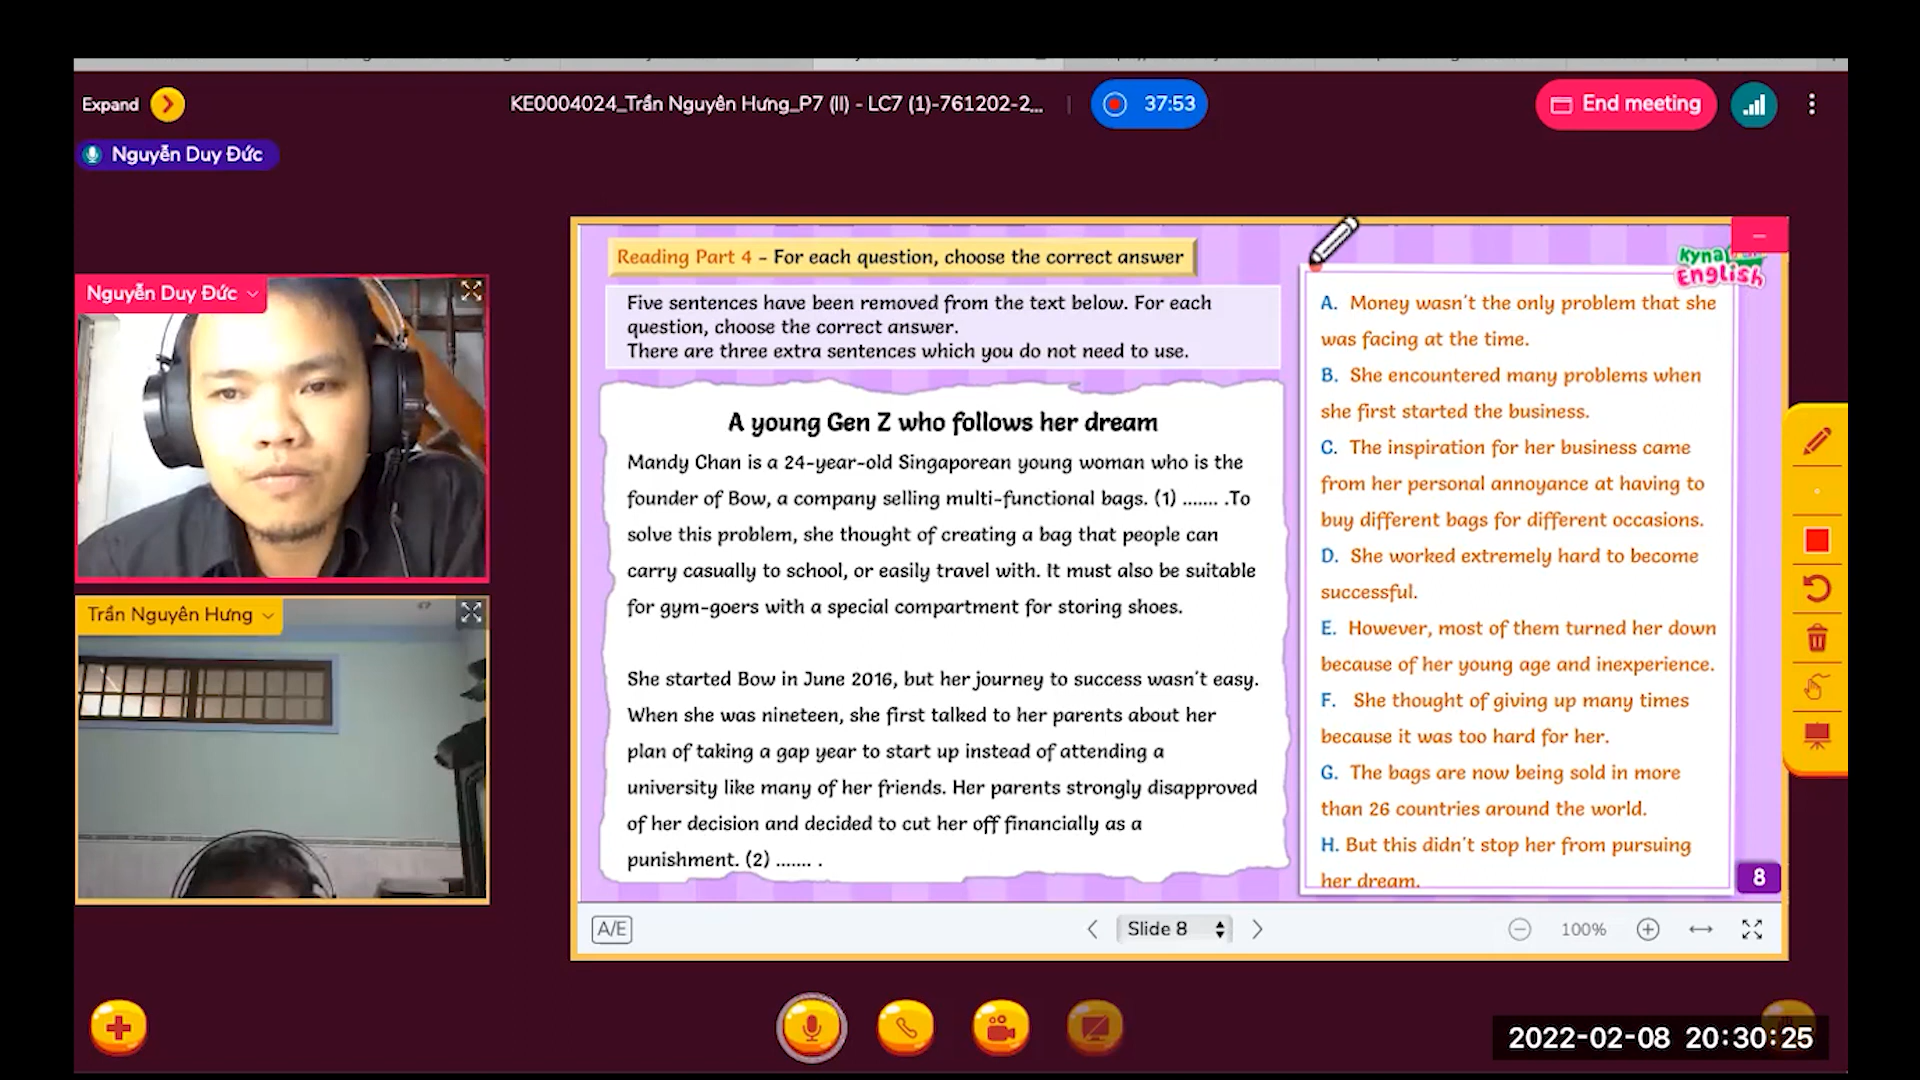 Expand
KE0004024_Trần Nguyên Hưng_P7 (II) - LC7 (1)-761202-2...
37:53
End meeting
Nguyễn Duy Đức
Nguyễn Duy Đức
Trần Nguyên Hưng
Reading Part 4 - For each question, choose the correct answer
Five sentences have been removed from the text below. For each
question, choose the correct answer.
There are three extra sentences which you do not need to use.
A young Gen Z who follows her dream
Mandy Chan is a 24-year-old Singaporean young woman who is the
founder of Bow, a company selling multi-functional bags. (1) ....... .To
solve this problem, she thought of creating a bag that people can
carry casually to school, or easily travel with. It must also be suitable
for gym-goers with a special compartment for storing shoes.
She started Bow in June 2016, but her journey to success wasn't easy.
When she was nineteen, she first talked to her parents about her
plan of taking a gap year to start up instead of attending a
university like many of her friends. Her parents strongly disapproved
of her decision and decided to cut her off financially as a
punishment. (2) ....... .
English
A. Money wasn't the only problem that she
was facing at the time.
B. She encountered many problems when
she first started the business.
C. The inspiration for her business came
from her personal annoyance at having to
buy different bags for different occasions.
D. She worked extremely hard to become
successful.
E. However, most of them turned her down
because of her young age and inexperience.
F. She thought of giving up many times
because it was too hard for her.
G. The bags are now being sold in more
than 26 countries around the world.
H. But this didn't stop her from pursuing
her dream.
8
A/E
Slide 8
100%
2022-02-08 20:30:25